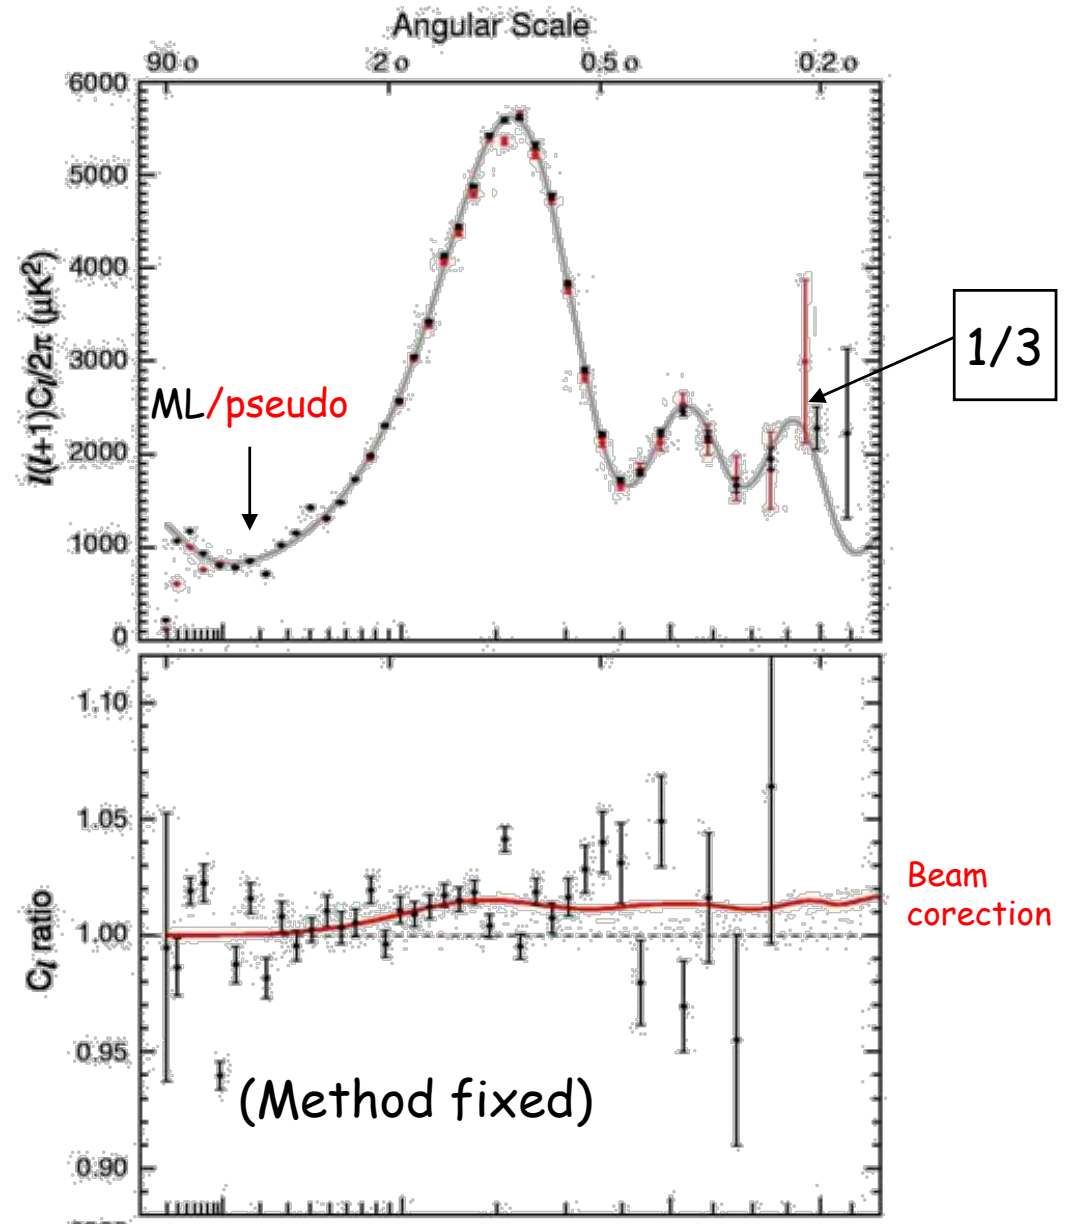 Angular Scale
90 o 2 o 0.5 o 0.2 o
6000
5000
4000
3000
2000
1000
0
l(l+1)Cl/2π (μK²)
ML/pseudo
1/3
1.10
1.05
1.00
0.95
0.90
Cl ratio
Beam
corection
(Method fixed)